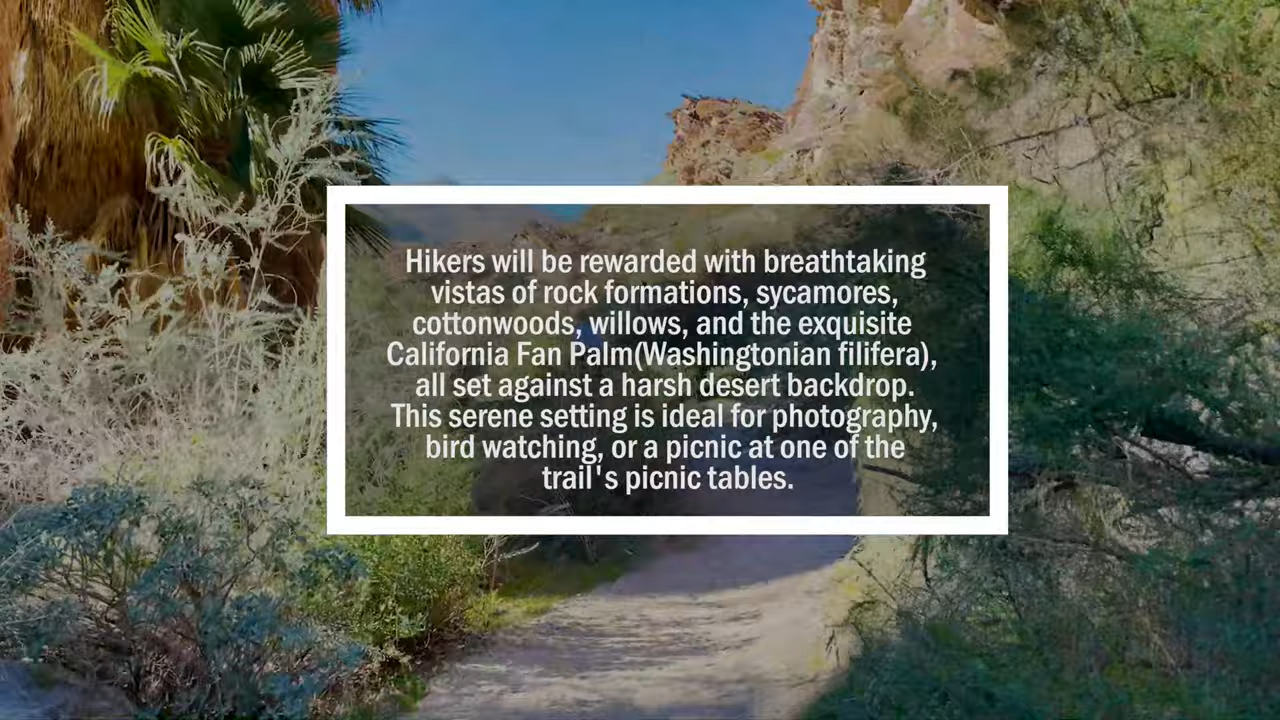 Hikers will be rewarded with breathtaking
vistas of rock formations, sycamores,
cottonwoods, willows, and the exquisite
California Fan Palm(Washingtonian filifera),
all set against a harsh desert backdrop.
This serene setting is ideal for photography,
bird watching, or a picnic at one of the
trail's picnic tables.